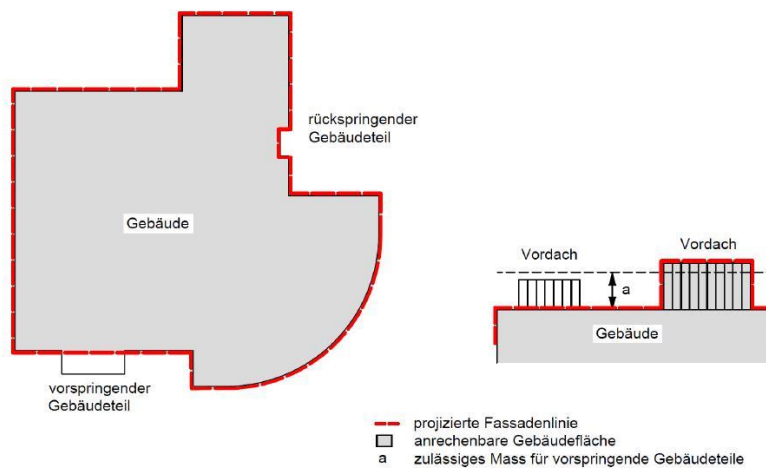 rückspringender
Gebäudeteil
Gebäude
vorspringender
Gebäudeteil
Vordach
Vordach
a
Gebäude
projizierte Fassadenlinie
anrechenbare Gebäudefläche
a zulässiges Mass für vorspringende Gebäudeteile